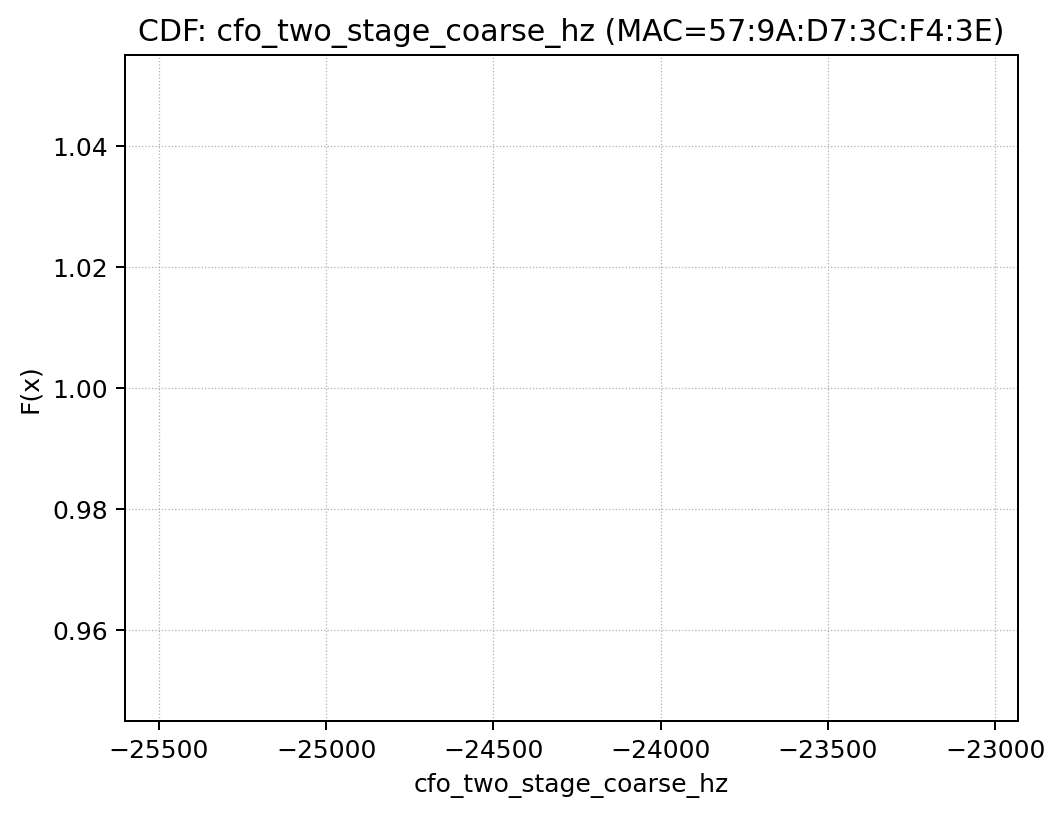 CDF: cfo_two_stage_coarse_hz (MAC=57:9A:D7:3C:F4:3E)
1.04
1.02
1.00
0.98
0.96
F(x)
−25500 −25000 −24500 −24000 −23500 −23000
cfo_two_stage_coarse_hz